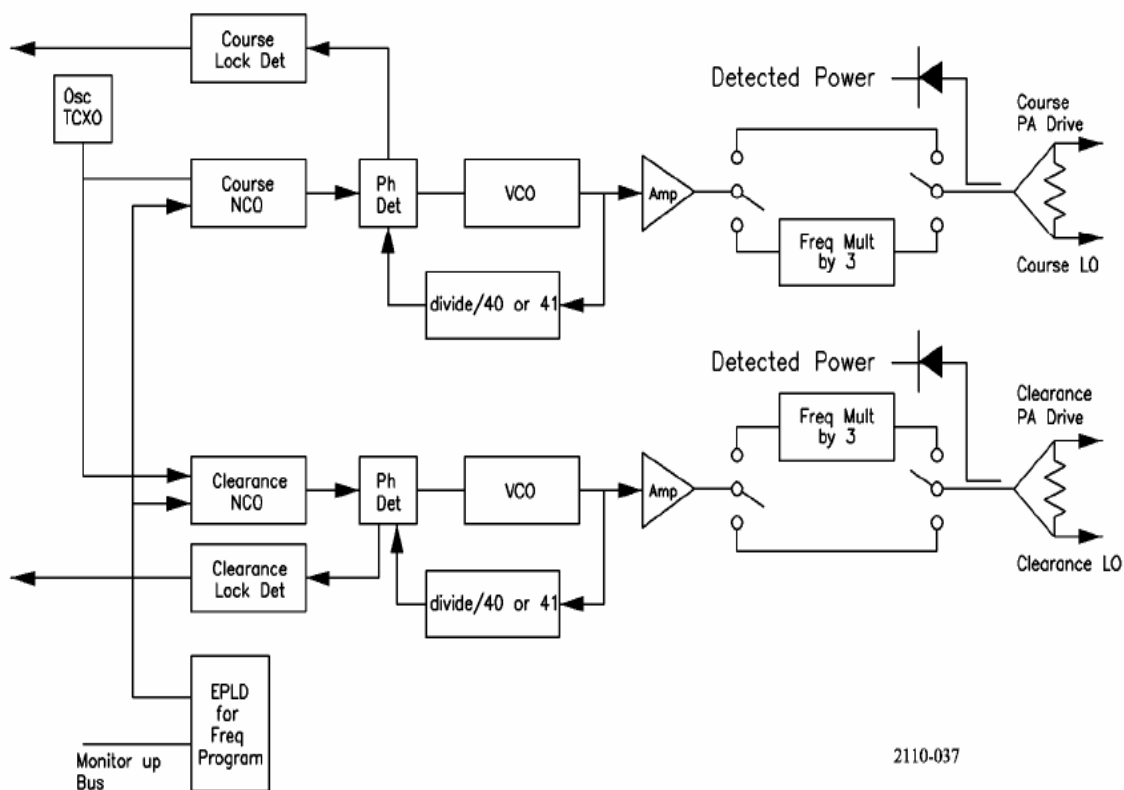 Course
Lock Det
Osc
TCXO
Detected Power
Course
PA Drive
Course
NCO
Ph
Det
VCO
Amp
Freq Mult
by 3
Course LO
divide/40 or 41
Detected Power
Freq Mult
by 3
Clearance
PA Drive
Clearance
NCO
Ph
Det
VCO
Amp
Clearance LO
Clearance
Lock Det
divide/40 or 41
EPLD
for
Freq
Program
Monitor up
Bus
2110-037